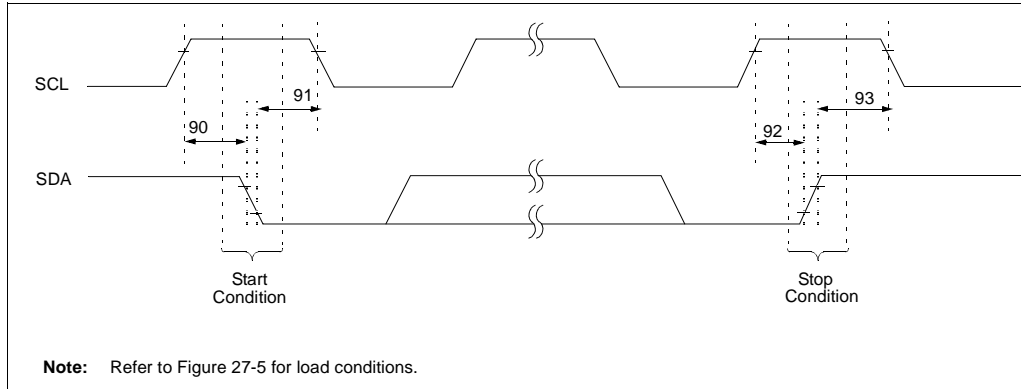 SCL
91
93
90
92
SDA
Start
Condition
Stop
Condition
Note: Refer to Figure 27-5 for load conditions.